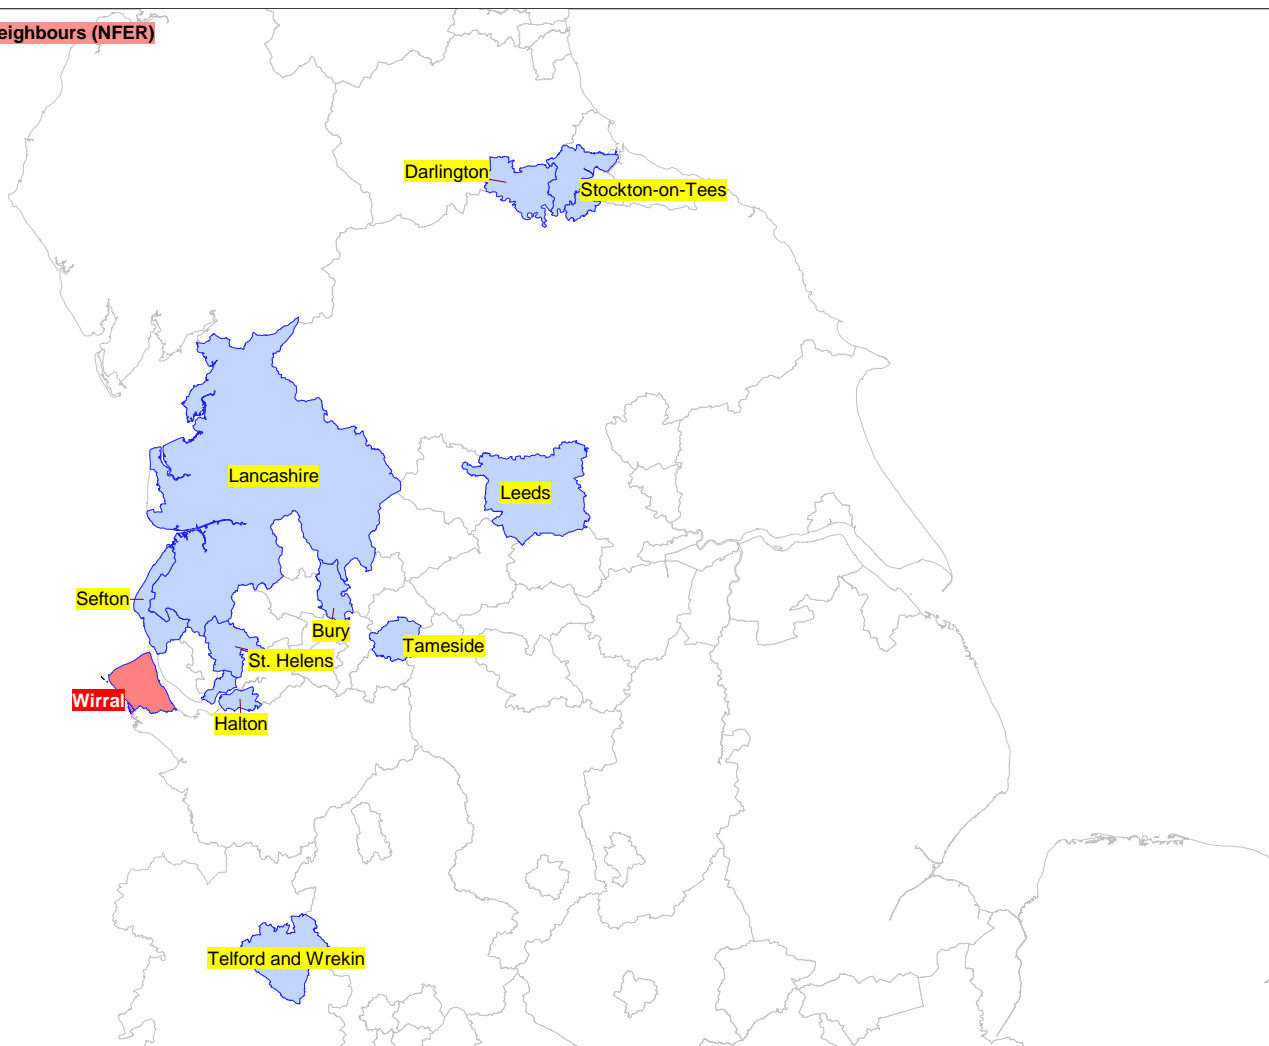 eighbours (NFER)
Darlington
Stockton-on-Tees
Lancashire
Leeds
Sefton
Bury
Tameside
St. Helens
Wirral
Halton
Telford and Wrekin